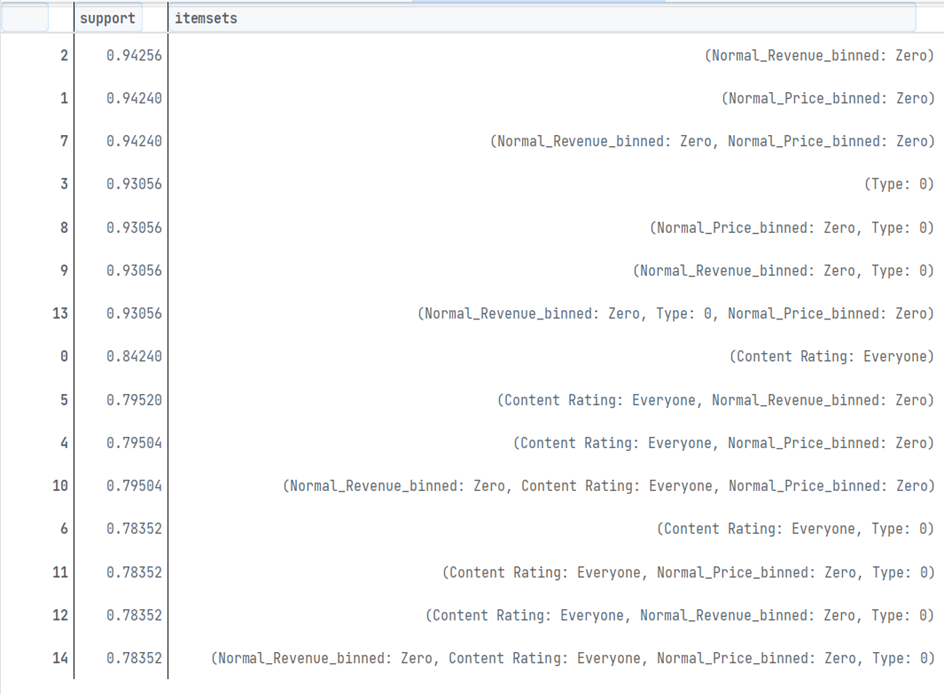 support itemsets
2 0.94256 (Normal_Revenue_binned: Zero)
1 0.94240 (Normal_Price_binned: Zero)
7 0.94240 (Normal_Revenue_binned: Zero, Normal_Price_binned: Zero)
3 0.93056 (Type: 0)
8 0.93056 (Normal_Price_binned: Zero, Type: 0)
9 0.93056 (Normal_Revenue_binned: Zero, Type: 0)
13 0.93056 (Normal_Revenue_binned: Zero, Type: 0, Normal_Price_binned: Zero)
0 0.84240 (Content Rating: Everyone)
5 0.79520 (Content Rating: Everyone, Normal_Revenue_binned: Zero)
4 0.79504 (Content Rating: Everyone, Normal_Price_binned: Zero)
10 0.79504 (Normal_Revenue_binned: Zero, Content Rating: Everyone, Normal_Price_binned: Zero)
6 0.78352 (Content Rating: Everyone, Type: 0)
11 0.78352 (Content Rating: Everyone, Normal_Price_binned: Zero, Type: 0)
12 0.78352 (Content Rating: Everyone, Normal_Revenue_binned: Zero, Type: 0)
14 0.78352 (Normal_Revenue_binned: Zero, Content Rating: Everyone, Normal_Price_binned: Zero, Type: 0)